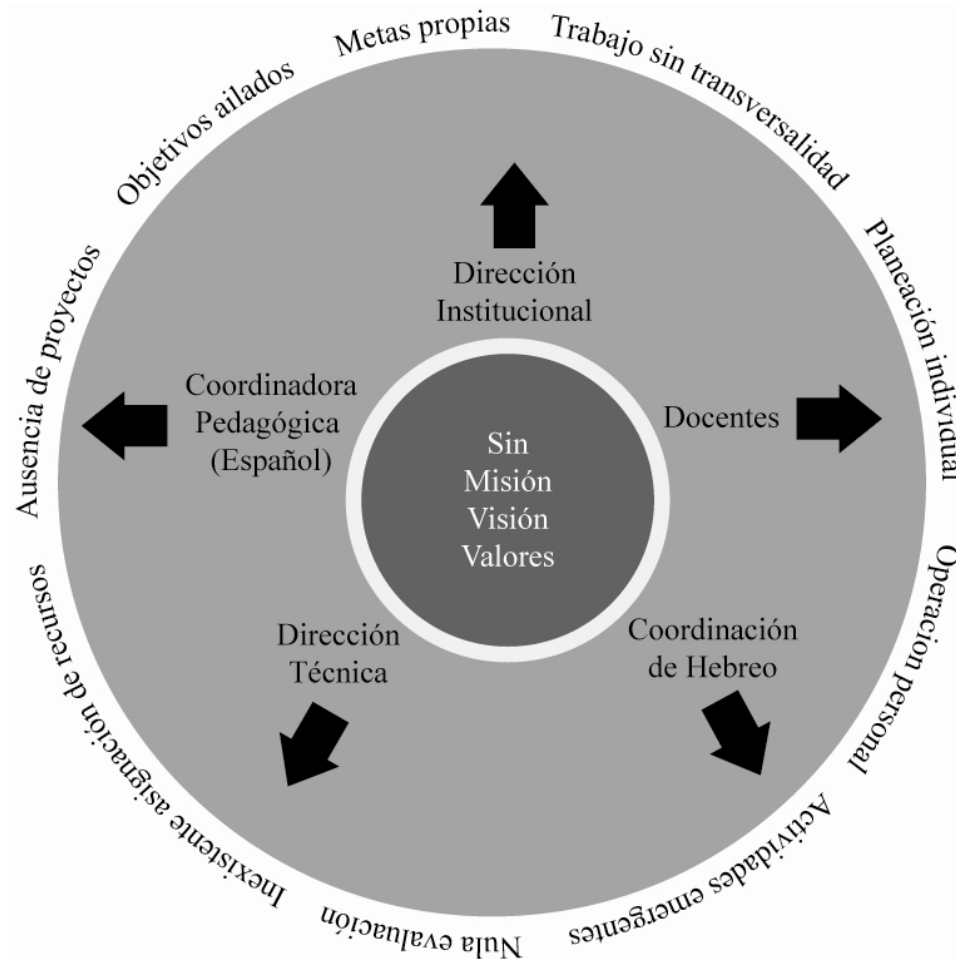 Metas propias
Trabajo sin transversalidad
Planeación individual
Operacion personal
Actividades emergentes
Nula evaluación
Inexistente asignación de recursos
Ausencia de proyectos
Objetivos ailados
Dirección
Institucional
Docentes
Coordinación
de Hebreo
Dirección
Técnica
Coordinadora
Pedagógica
(Español)
Sin
Misión
Visión
Valores